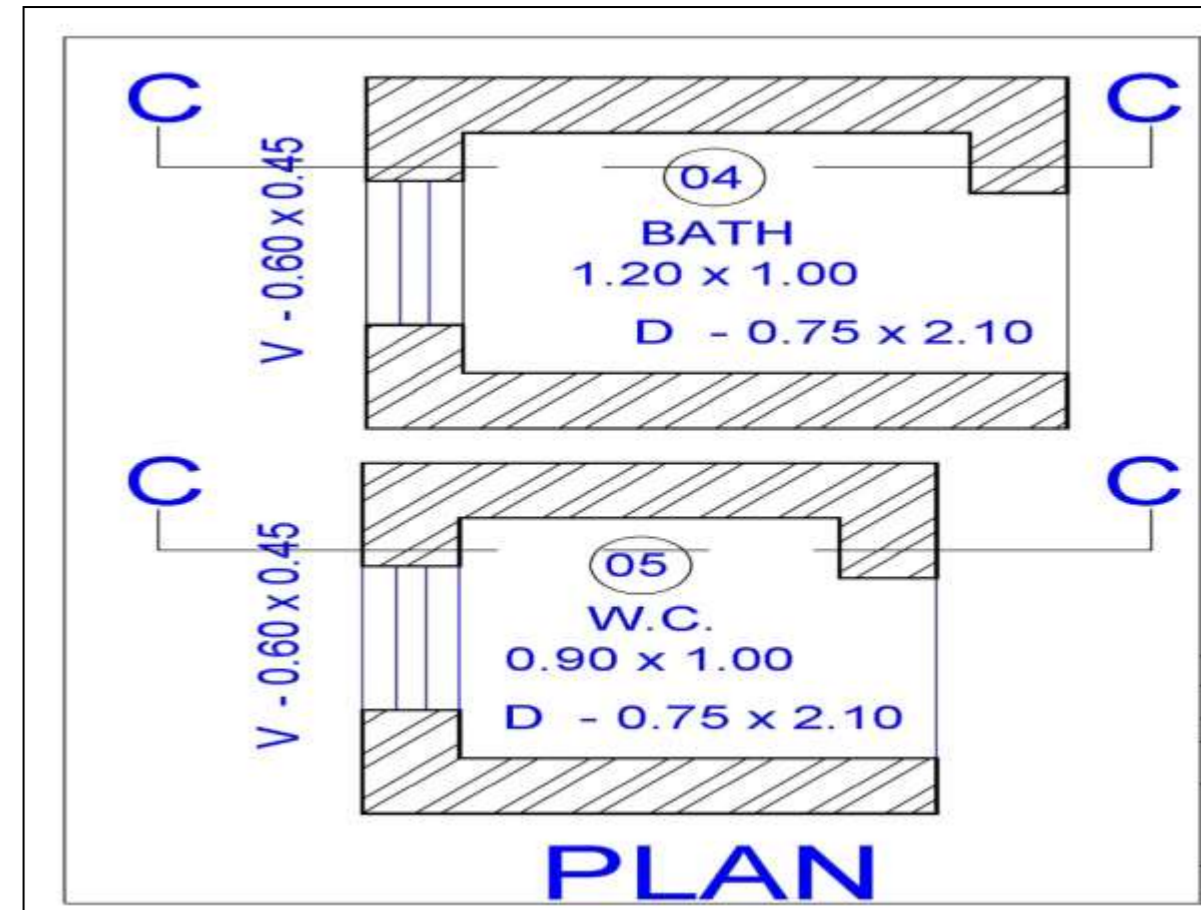 C
C
V - 0.60 x 0.45
04
BATH
1.20 x 1.00
D - 0.75 x 2.10
C
C
V - 0.60 x 0.45
05
W.C.
0.90 x 1.00
D - 0.75 x 2.10
PLAN